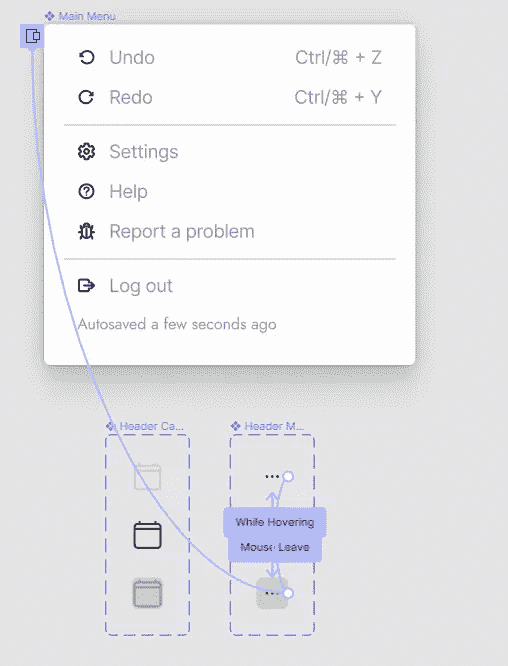 Main Menu
Undo Ctrl/⌘ + Z
Redo Ctrl/⌘ + Y
Settings
Help
Report a problem
Log out
Autosaved a few seconds ago
Header Ca... Header M...
While Hovering
Mouse Leave